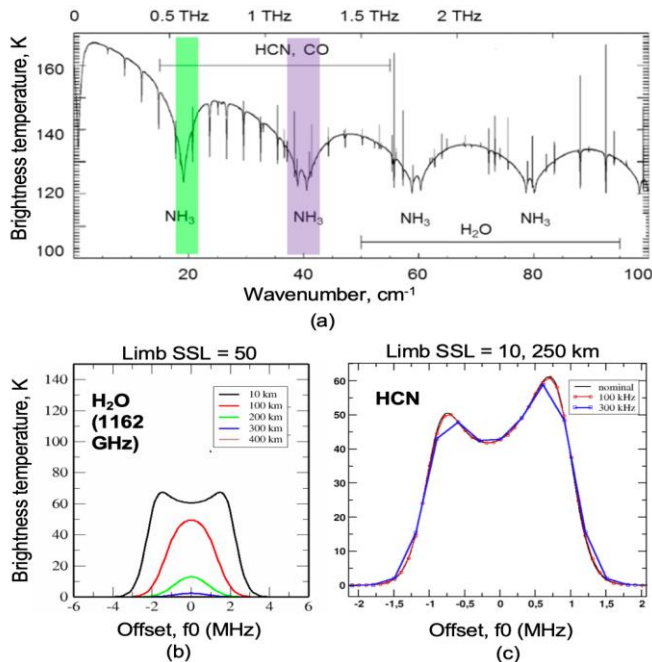 0 0.5 THz 1 THz 1.5 THz 2 THz
Brightness temperature, K
160
140
120
100
HCN, CO
NH3 NH3 NH3 NH3
H2O
20 40 60 80 100
Wavenumber, cm-1
(a)
Limb SSL = 50
Brightness temperature, K
140
120
100
80
60
40
20
0
H2O
(1162
GHz)
10 km
100 km
200 km
300 km
400 km
-6 -4 -2 0 2 4 6
Offset, f0 (MHz)
(b)
Limb SSL = 10, 250 km
60
50
40
30
20
10
0
HCN
nominal
100 kHz
300 kHz
-2 -1,5 -1 -0,5 0 0,5 1 1,5 2
Offset, f0 (MHz)
(c)